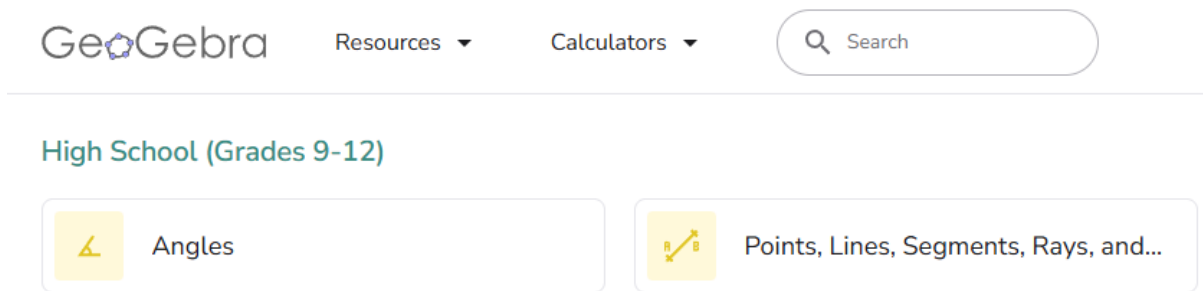 GeoGebra Resources Calculators Search
High School (Grades 9-12)
Angles Points, Lines, Segments, Rays, and...